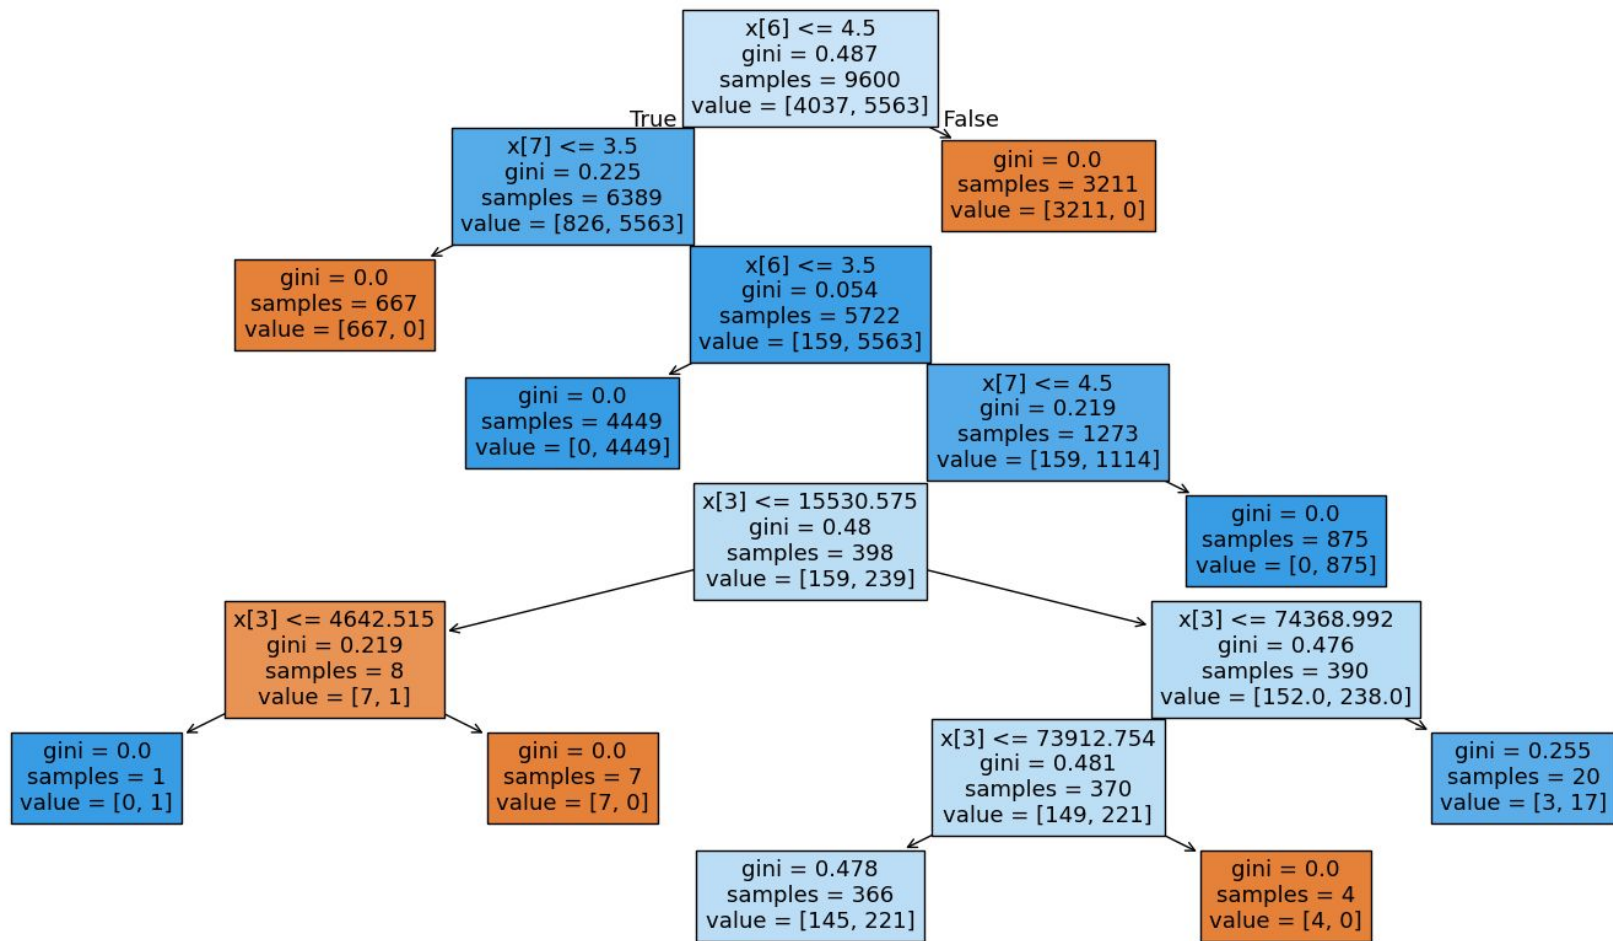 x[6] <= 4.5
gini = 0.487
samples = 9600
value = [4037, 5563]
True
False
x[7] <= 3.5
gini = 0.225
samples = 6389
value = [826, 5563]
gini = 0.0
samples = 3211
value = [3211, 0]
gini = 0.0
samples = 667
value = [667, 0]
x[6] <= 3.5
gini = 0.054
samples = 5722
value = [159, 5563]
gini = 0.0
samples = 4449
value = [0, 4449]
x[7] <= 4.5
gini = 0.219
samples = 1273
value = [159, 1114]
x[3] <= 15530.575
gini = 0.48
samples = 398
value = [159, 239]
gini = 0.0
samples = 875
value = [0, 875]
x[3] <= 4642.515
gini = 0.219
samples = 8
value = [7, 1]
x[3] <= 74368.992
gini = 0.476
samples = 390
value = [152.0, 238.0]
gini = 0.0
samples = 1
value = [0, 1]
gini = 0.0
samples = 7
value = [7, 0]
x[3] <= 73912.754
gini = 0.481
samples = 370
value = [149, 221]
gini = 0.255
samples = 20
value = [3, 17]
gini = 0.478
samples = 366
value = [145, 221]
gini = 0.0
samples = 4
value = [4, 0]